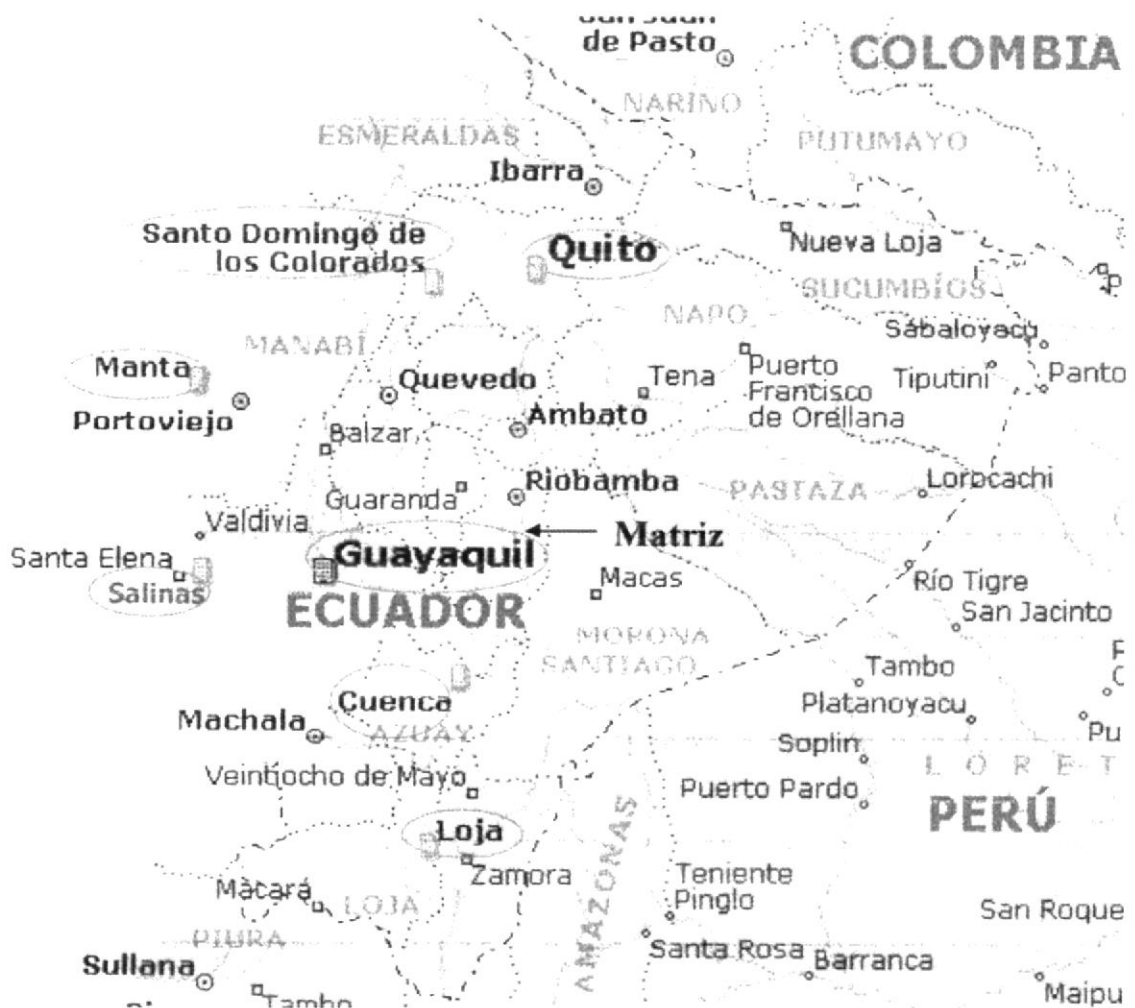 de Pasto
COLOMBIA
NARIÑO
ESMERALDAS
PUTUMAYO
Ibarra
Santo Domingo de
los Colorados
Quito
Nueva Loja
SUCUMBÍOS
NAPO
MANABÍ
Sábaloyacu
Manta
Quevedo
Tena
Puerto
Francisco
de Orellana
Tiputini
Panto
Portoviejo
Ambato
Balzar
Riobamba
Guaranda
PASTAZA
Lorocachi
Valdivia
Matriz
Santa Elena
Guayaquil
Salinas
Macas
Río Tigre
ECUADOR
San Jacinto
MORONA
SANTIAGO
Tambo
Cuenca
Platanoyacu
Machala
AZUAY
Pu
Soplin
LORET
Veintiocho de Mayo
Puerto Pardo
PERÚ
Loja
Zamora
AMAZONAS
Teniente
Pinglo
Màcará
LOJA
San Roque
PIURA
Santa Rosa
Barranca
Sullana
Tambo
Maipu